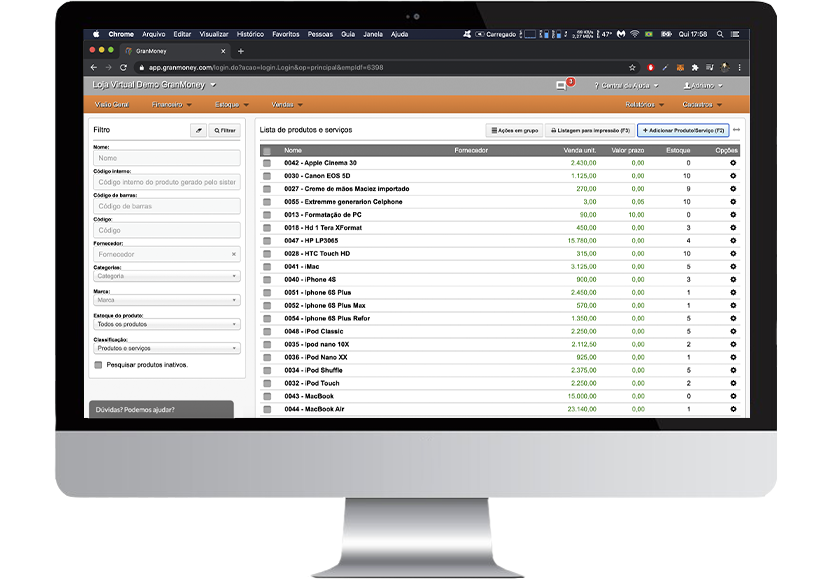 Chrome Arquivo Editar Visualizar Histórico Favoritos Pessoas Guia Janela Ajuda Carregado 47° Qui 17:58
GranMoney
app.granmoney.com/login.do?acao=login.Login&op=principal&empIdf=6398
Loja Virtual Demo GranMoney 3 ? Central de Ajuda Adriano
Visão Geral Financeiro Estoque Vendas Relatórios Cadastros
Filtro Filtrar
Nome:
Nome
Código interno:
Código interno do produto gerado pelo sister
Código de barras:
Código de barras
Código:
Código
Fornecedor:
Fornecedor
Categorias:
Categoria
Marca:
Marca
Estoque do produto:
Todos os produtos
Classificação:
Produtos e serviços
Pesquisar produtos inativos.
Dúvidas? Podemos ajudar?
Lista de produtos e serviços Ações em grupo Listagem para impressão (F3) + Adicionar Produto/Serviço (F2)
Nome Fornecedor Venda unit. Valor prazo Estoque Opções
0042 - Apple Cinema 30 2.430,00 0,00 0
0030 - Canon EOS 5D 1.125,00 0,00 10
0027 - Creme de mãos Maciez importado 270,00 0,00 9
0055 - Extremme generarion Celphone 3,00 0,05 10
0013 - Formatação de PC 90,00 10,00 0
0018 - Hd 1 Tera XFormat 450,00 0,00 3
0047 - HP LP3065 15.780,00 0,00 4
0028 - HTC Touch HD 315,00 0,00 10
0041 - iMac 3.125,00 0,00 5
0040 - iPhone 4S 900,00 0,00 3
0051 - Iphone 6S Plus 2.450,00 0,00 1
0052 - Iphone 6S Plus Max 570,00 0,00 1
0054 - Iphone 6S Plus Refor 1.350,00 0,00 5
0048 - iPod Classic 2.250,00 0,00 5
0035 - Ipod nano 10X 2.112,50 0,00 2
0036 - iPod Nano XX 925,00 0,00 1
0034 - iPod Shuffle 2.375,00 0,00 5
0032 - iPod Touch 2.250,00 0,00 2
0043 - MacBook 15.000,00 0,00 0
0044 - MacBook Air 23.140,00 0,00 1